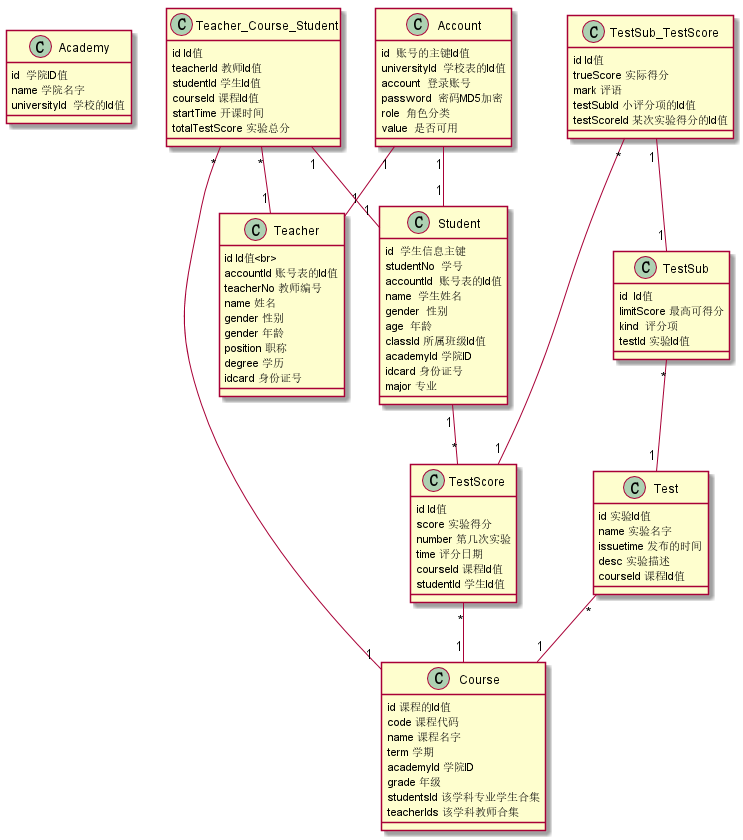 C Academy
id 学院ID值
name 学院名字
universityId 学校的Id值
C Teacher_Course_Student
id Id值
teacherId 教师Id值
studentId 学生Id值
courseId 课程Id值
startTime 开课时间
totalTestScore 实验总分
C Account
id 账号的主键Id值
universityId 学校表的Id值
account 登录账号
password 密码MD5加密
role 角色分类
value 是否可用
C TestSub_TestScore
id Id值
trueScore 实际得分
mark 评语
testSubId 小评分项的Id值
testScoreId 某次实验得分的Id值
* * 1 1 1 * 1
1 1 1 1 1
C Teacher
id Id值<br>
accountId 账号表的Id值
teacherNo 教师编号
name 姓名
gender 性别
gender 年龄
position 职称
degree 学历
idcard 身份证号
C Student
id 学生信息主键
studentNo 学号
accountId 账号表的Id值
name 学生姓名
gender 性别
age 年龄
classId 所属班级Id值
academyId 学院ID
idcard 身份证号
major 专业
C TestSub
id Id值
limitScore 最高可得分
kind 评分项
testId 实验Id值
1 *
* 1 1
C TestScore
id Id值
score 实验得分
number 第几次实验
time 评分日期
courseId 课程Id值
studentId 学生Id值
C Test
id 实验Id值
name 实验名字
issuetime 发布的时间
desc 实验描述
courseId 课程Id值
* *
1 1 1
C Course
id 课程的Id值
code 课程代码
name 课程名字
term 学期
academyId 学院ID
grade 年级
studentsId 该学科专业学生合集
teacherIds 该学科教师合集